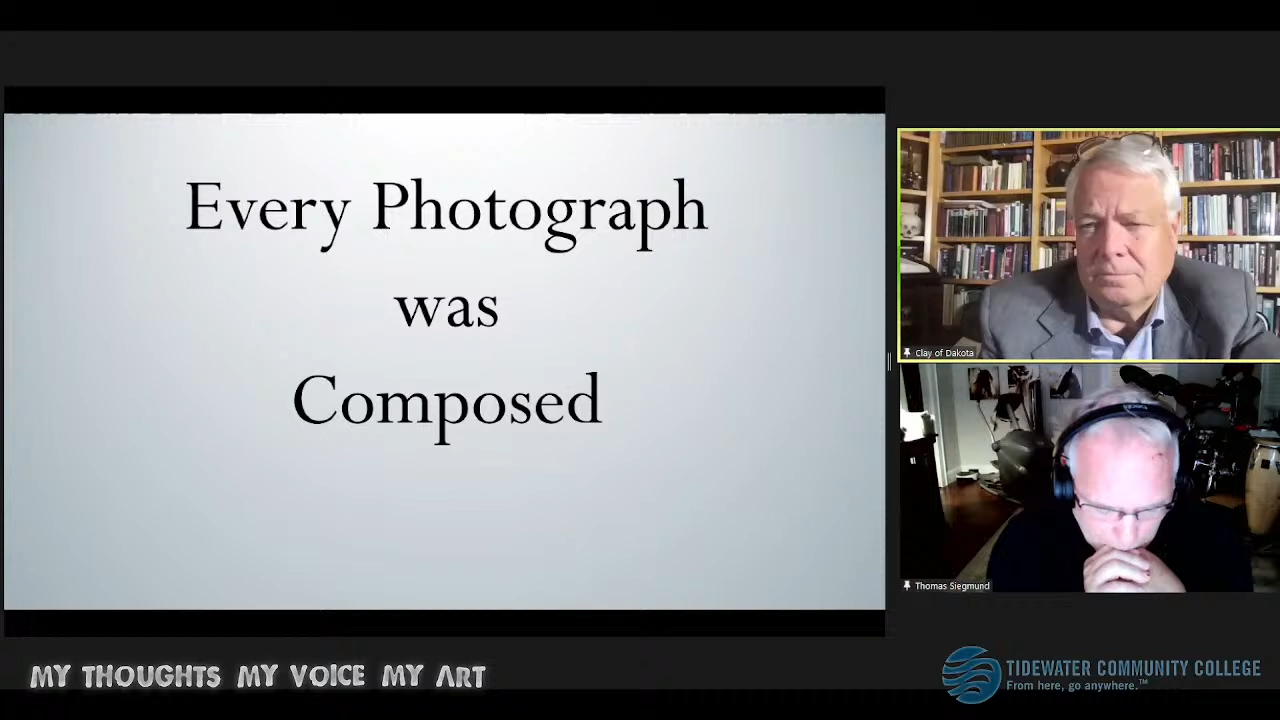 Every Photograph
was
Composed
Clay of Dakota
Thomas Siegmund
MY THOUGHTS MY VOICE MY ART
TIDEWATER COMMUNITY COLLEGE
From here, go anywhere.™